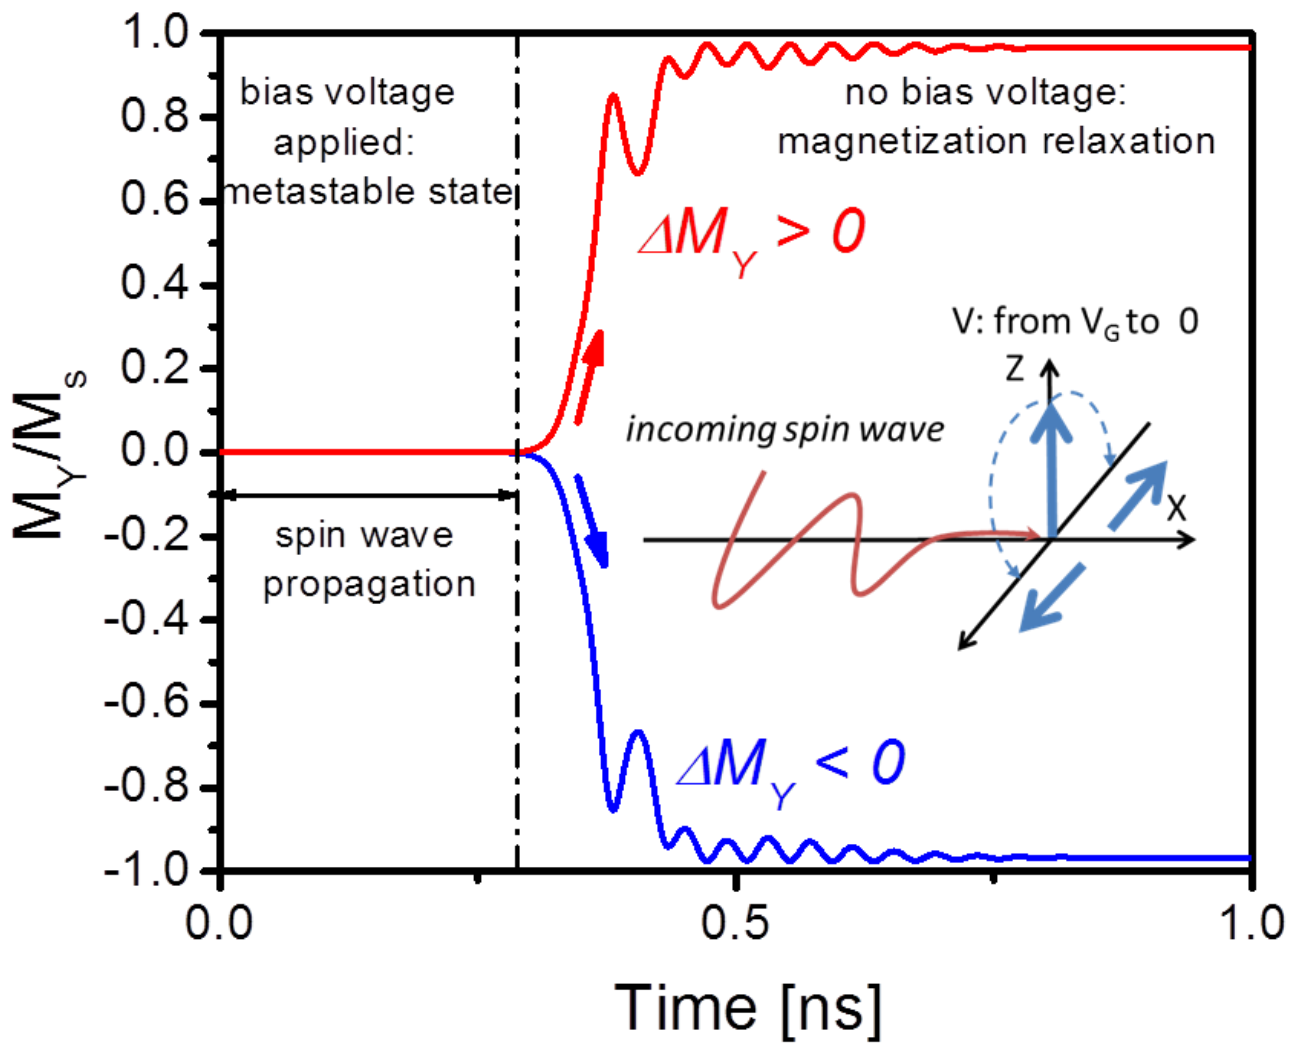 1.0
0.8
0.6
0.4
0.2
0.0
-0.2
-0.4
-0.6
-0.8
-1.0
M_Y/M_s
bias voltage
applied:
metastable state
no bias voltage:
magnetization relaxation
ΔM_Y > 0
V: from V_G to 0
Z
incoming spin wave
X
spin wave
propagation
ΔM_Y < 0
0.0
0.5
1.0
Time [ns]